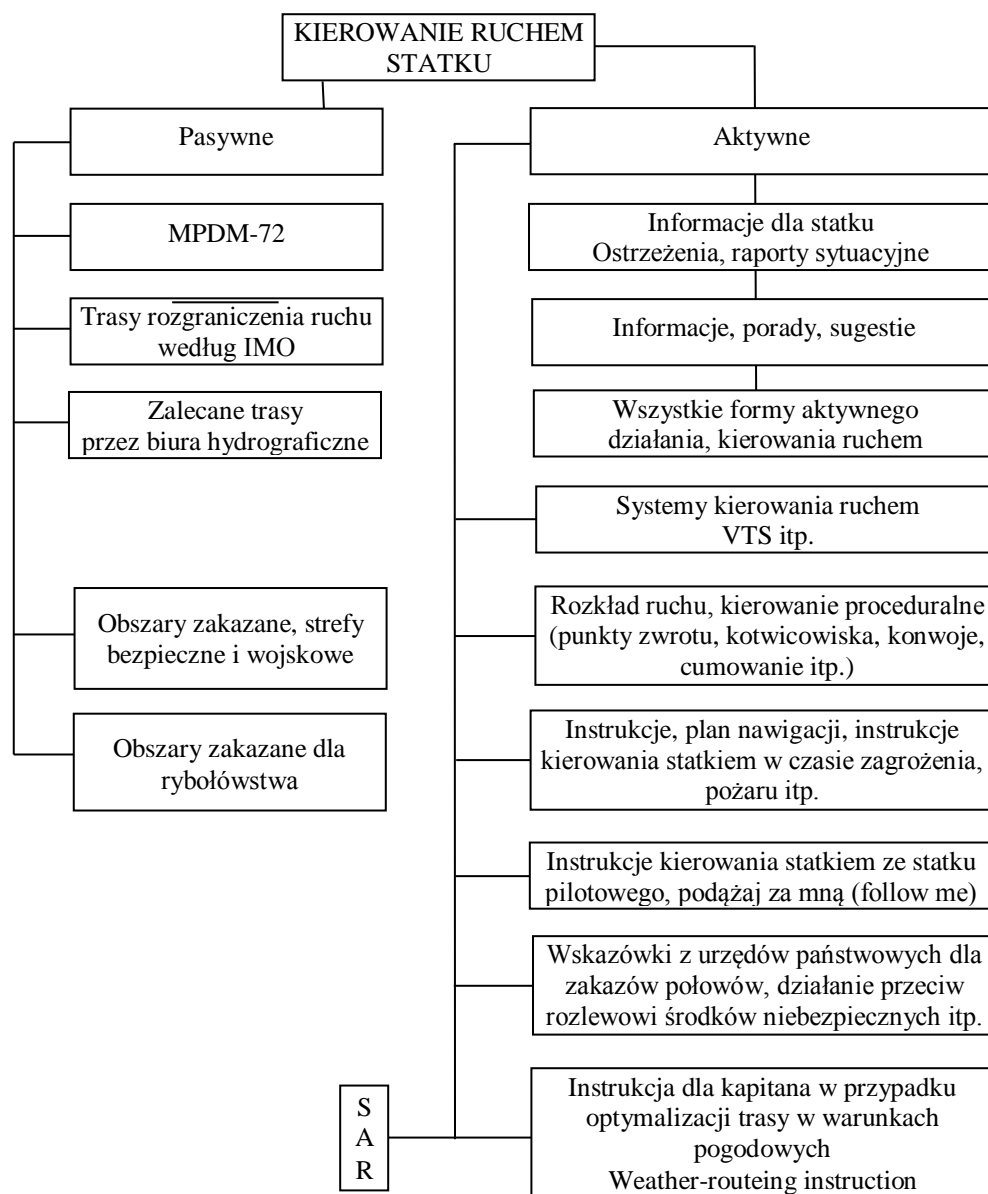 KIEROWANIE RUCHEM
STATKU
Pasywne
MPDM-72
Trasy rozgraniczenia ruchu
według IMO
Zalecane trasy
przez biura hydrograficzne
Obszary zakazane, strefy
bezpieczne i wojskowe
Obszary zakazane dla
rybołówstwa
Aktywne
Informacje dla statku
Ostrzeżenia, raporty sytuacyjne
Informacje, porady, sugestie
Wszystkie formy aktywnego
działania, kierowania ruchem
Systemy kierowania ruchem
VTS itp.
Rozkład ruchu, kierowanie proceduralne
(punkty zwrotu, kotwicowiska, konwoje,
cumowanie itp.)
Instrukcje, plan nawigacji, instrukcje
kierowania statkiem w czasie zagrożenia,
pożaru itp.
Instrukcje kierowania statkiem ze statku
pilotowego, podążaj za mną (follow me)
Wskazówki z urzędów państwowych dla
zakazów połowów, działanie przeciw
rozlewowi środków niebezpiecznych itp.
S
A
R
Instrukcja dla kapitana w przypadku
optymalizacji trasy w warunkach
pogodowych
Weather-routeing instruction